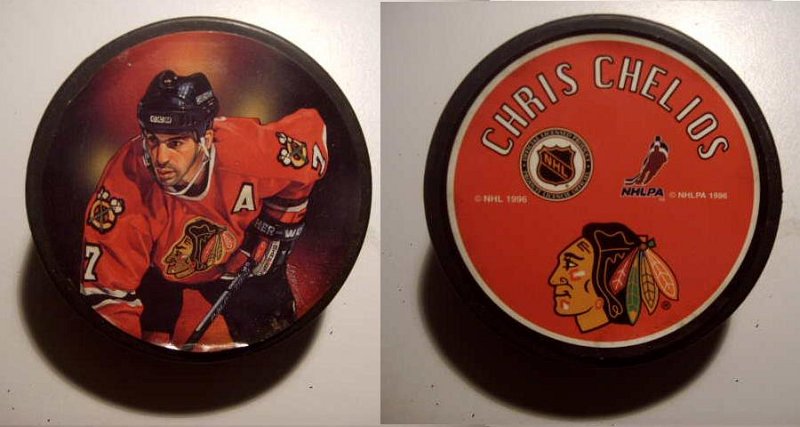 CCM
7
A
7
CHRIS CHELIOS
NHL
NHLPA
© NHL 1996
© NHLPA 1996
®